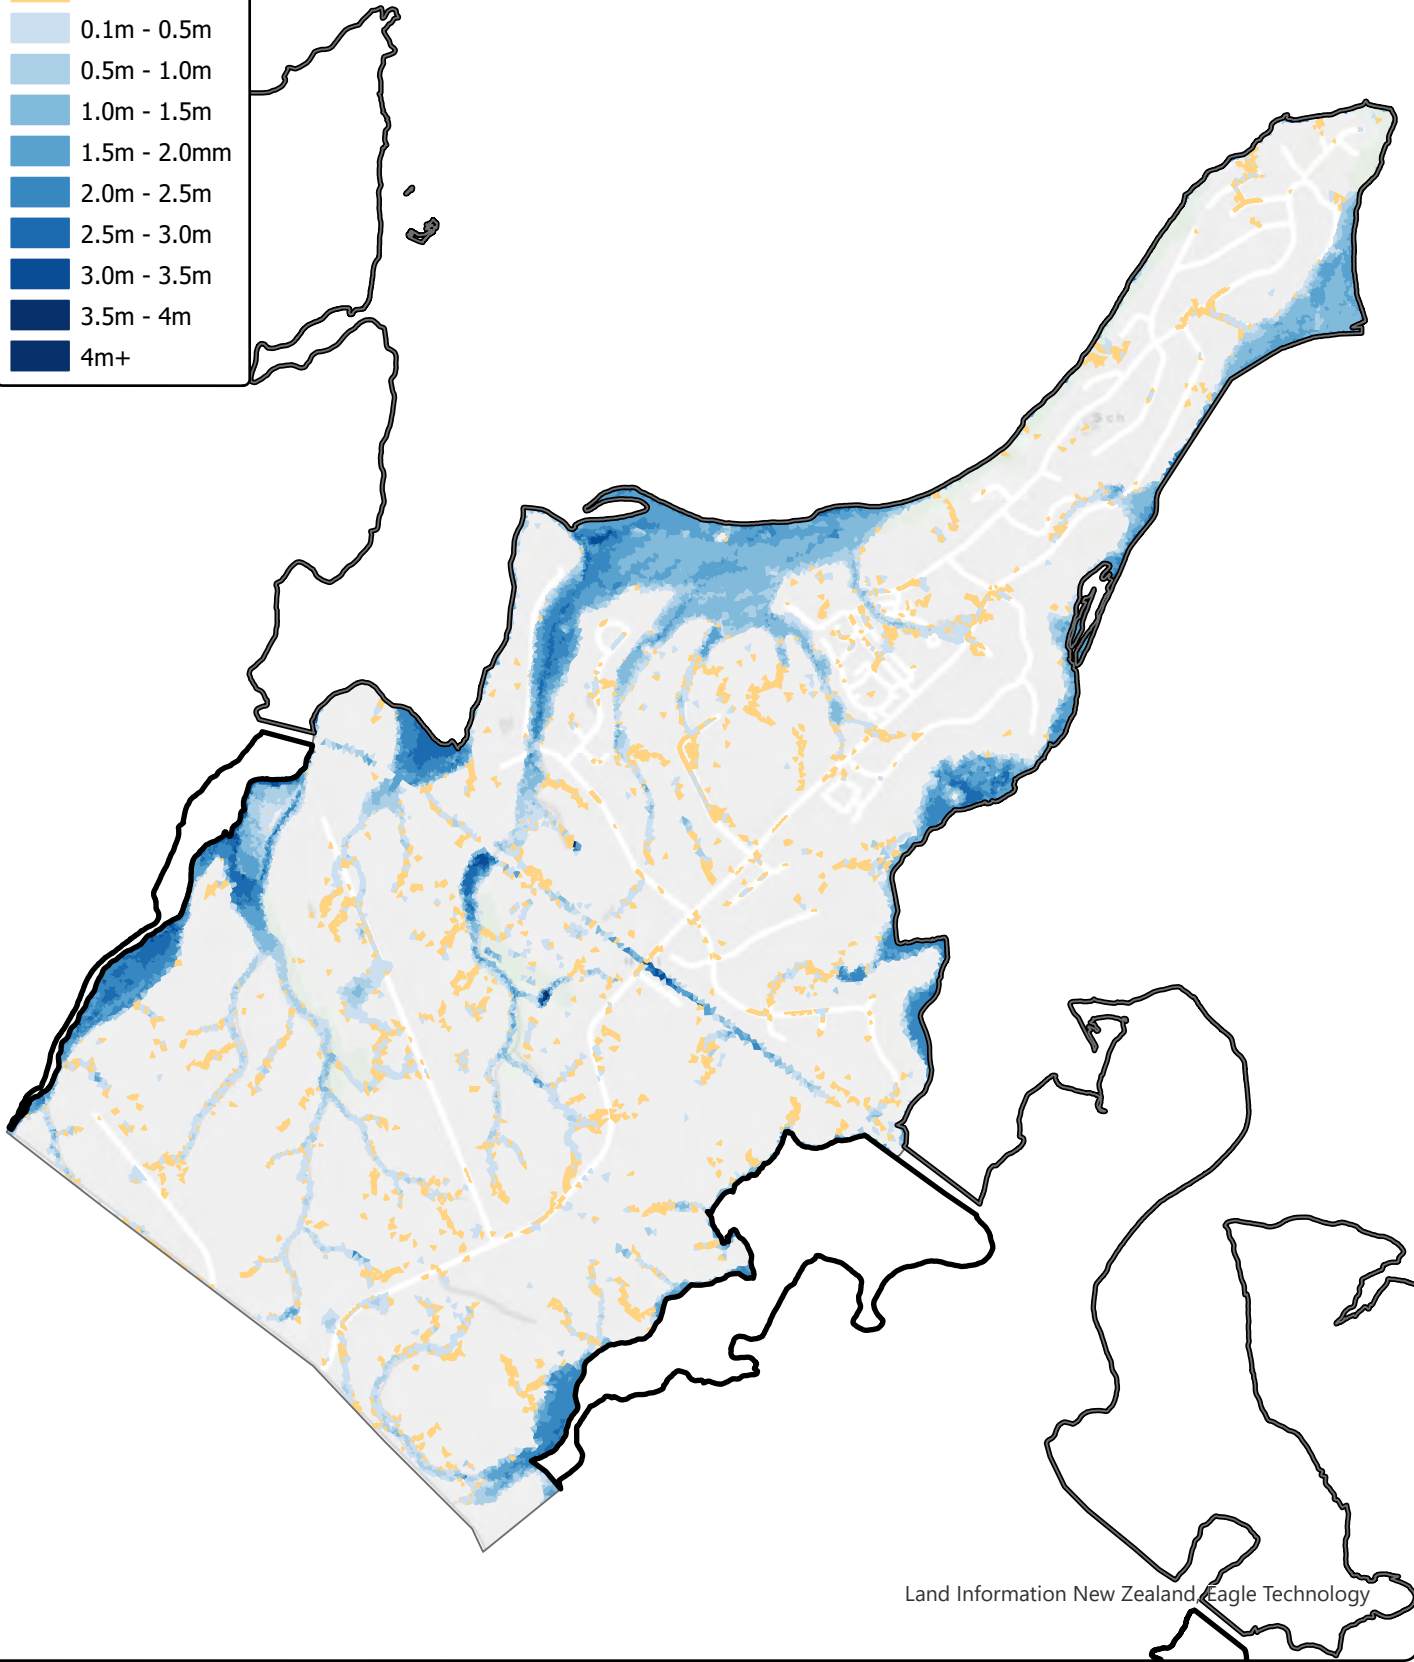 0.1m - 0.5m
0.5m - 1.0m
1.0m - 1.5m
1.5m - 2.0mm
2.0m - 2.5m
2.5m - 3.0m
3.0m - 3.5m
3.5m - 4m
4m+
Sch
Land Information New Zealand, Eagle Technology